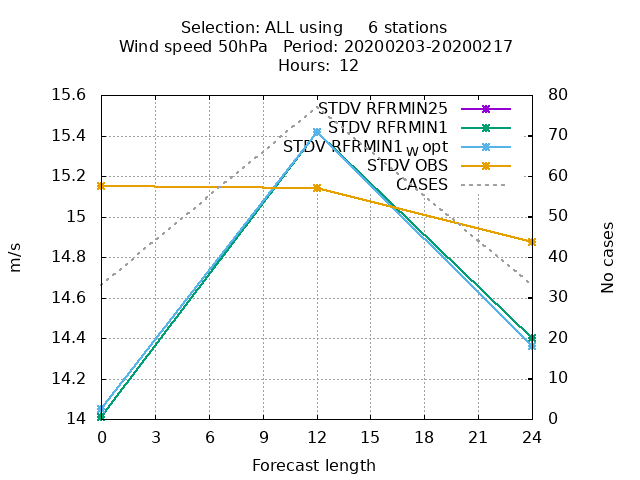 Selection: ALL using 6 stations
Wind speed 50hPa Period: 20200203-20200217
Hours: 12
15.6 80
STDV RFRMIN25
STDV RFRMIN1
15.4 70
STDV RFRMIN1 w opt
STDV OBS
15.2 60
CASES
15 50
14.8 40
m/s
No cases
14.6 30
14.4 20
14.2 10
14 0
0 3 6 9 12 15 18 21 24
Forecast length